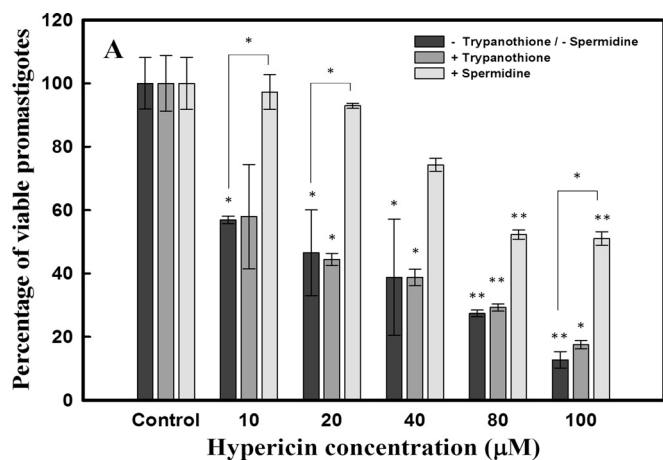 A
- Trypanothione / - Spermidine
+ Trypanothione
+ Spermidine
Percentage of viable promastigotes
120
100
80
60
40
20
0
* * *
* * * * * ** ** ** ** * **
Control 10 20 40 80 100
Hypericin concentration (μM)